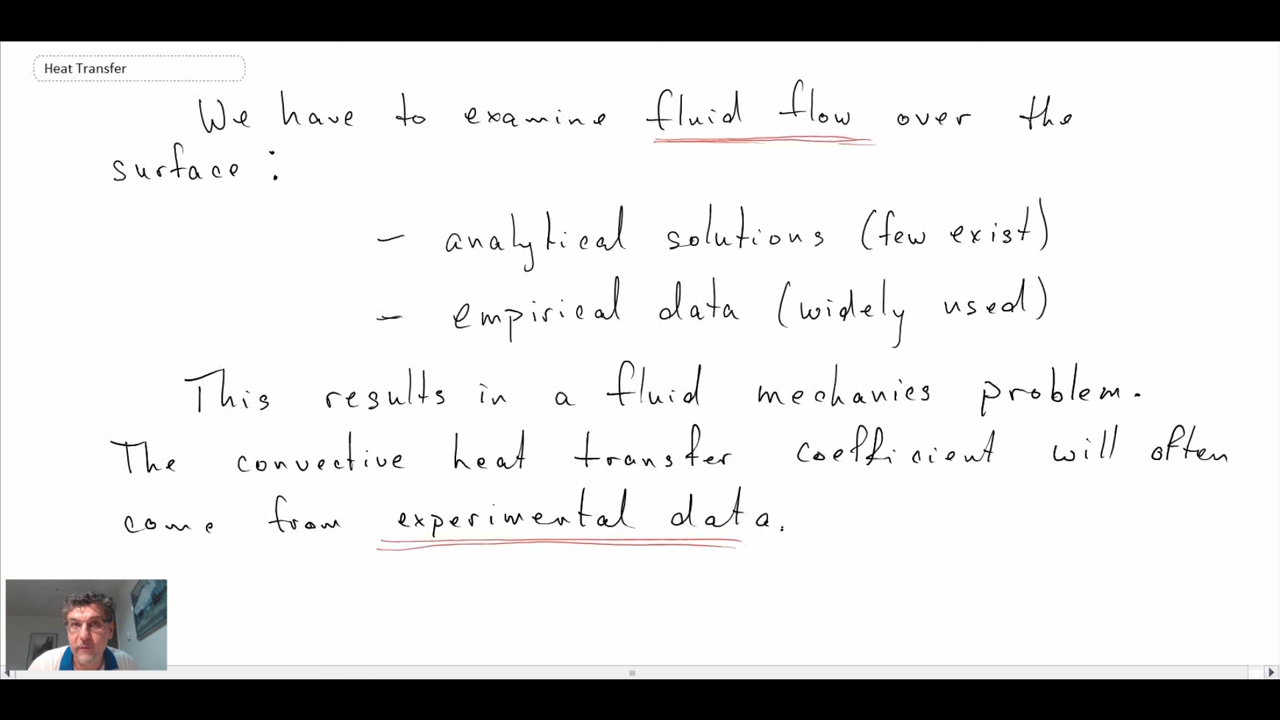 Heat Transfer
We have to examine fluid flow over the
surface:
- analytical solutions (few exist)
- empirical data (widely used)
This results in a fluid mechanics problem.
The convective heat transfer coefficient will often
come from experimental data.